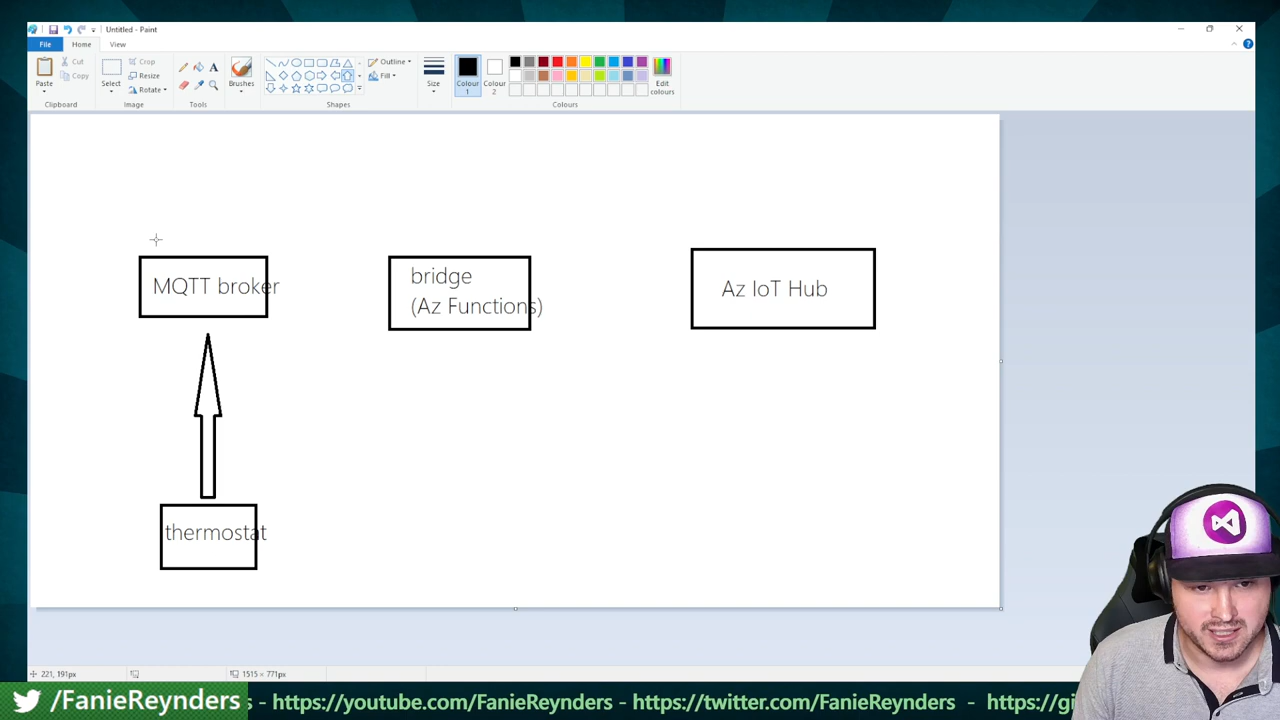 Untitled - Paint
File Home View
Paste
Cut
Copy
Clipboard
Select
Crop
Resize
Rotate
Image
A
Tools
Brushes
Outline
Fill
Shapes
Size
Colour 1
Colour 2
Edit colours
Colours
MQTT broker
bridge
(Az Functions)
Az IoT Hub
thermostat
221, 191px
1515 × 771px
/FanieReynders
s - https://youtube.com/FanieReynders - https://twitter.com/FanieReynders - https://gi